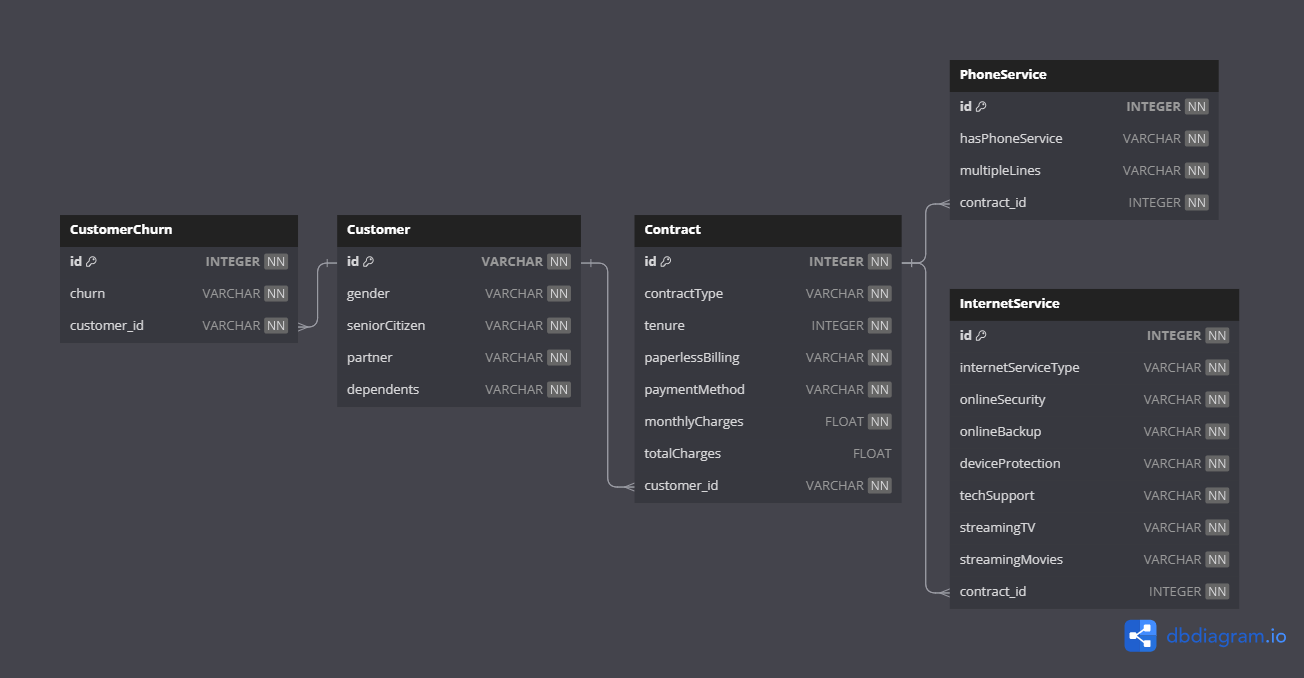 CustomerChurn
id INTEGER NN
churn VARCHAR NN
customer_id VARCHAR NN
Customer
id VARCHAR NN
gender VARCHAR NN
seniorCitizen VARCHAR NN
partner VARCHAR NN
dependents VARCHAR NN
Contract
id INTEGER NN
contractType VARCHAR NN
tenure INTEGER NN
paperlessBilling VARCHAR NN
paymentMethod VARCHAR NN
monthlyCharges FLOAT NN
totalCharges FLOAT
customer_id VARCHAR NN
PhoneService
id INTEGER NN
hasPhoneService VARCHAR NN
multipleLines VARCHAR NN
contract_id INTEGER NN
InternetService
id INTEGER NN
internetServiceType VARCHAR NN
onlineSecurity VARCHAR NN
onlineBackup VARCHAR NN
deviceProtection VARCHAR NN
techSupport VARCHAR NN
streamingTV VARCHAR NN
streamingMovies VARCHAR NN
contract_id INTEGER NN
dbdiagram.io